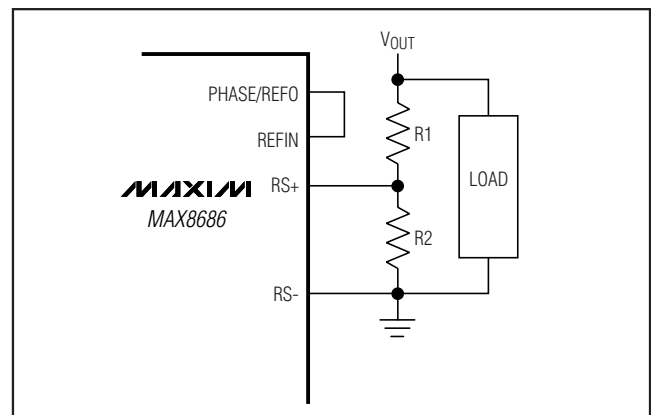 VOUT
PHASE/REFO
R1
REFIN
LOAD
MAXIM
RS+
MAX8686
R2
RS-